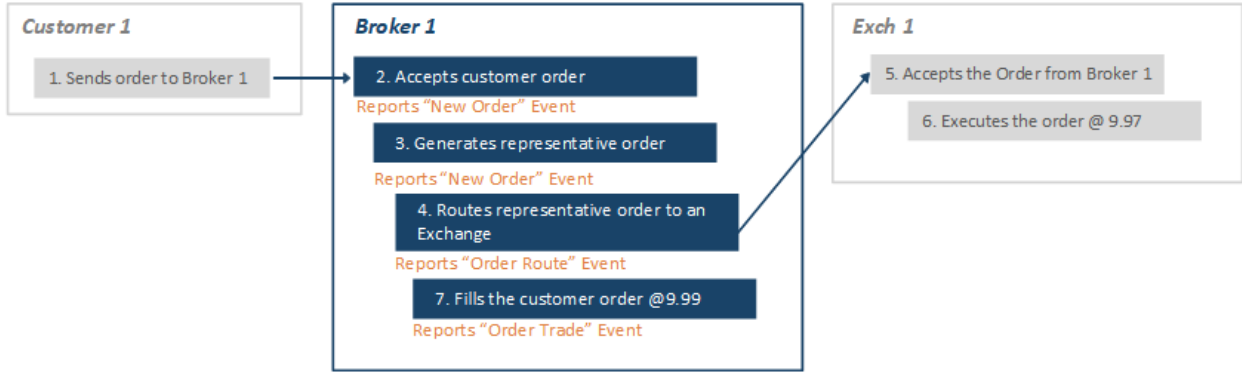 Customer 1
1. Sends order to Broker 1
Broker 1
2. Accepts customer order
Reports “New Order” Event
3. Generates representative order
Reports “New Order” Event
4. Routes representative order to an
Exchange
Reports “Order Route” Event
7. Fills the customer order @9.99
Reports “Order Trade” Event
Exch 1
5. Accepts the Order from Broker 1
6. Executes the order @ 9.97